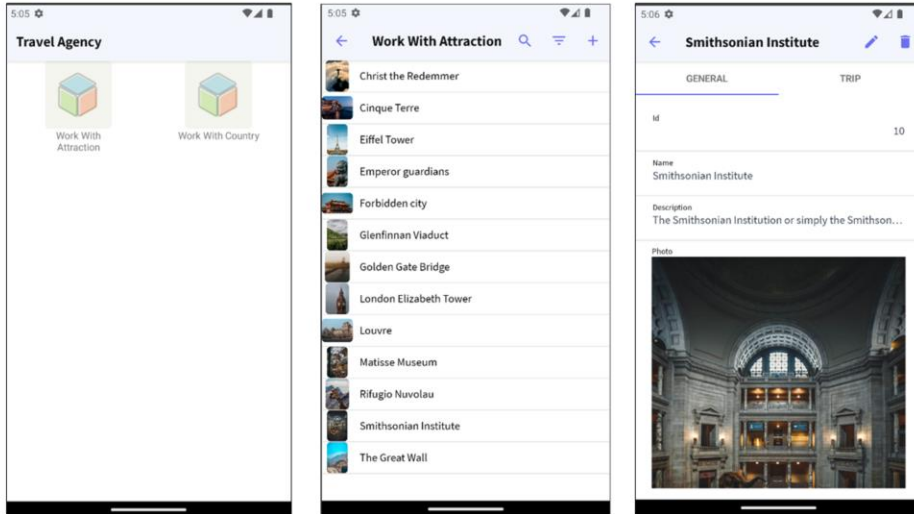 5:05
Travel Agency
Work With
Attraction
Work With Country
5:05
Work With Attraction
Christ the Redemmer
Cinque Terre
Eiffel Tower
Emperor guardians
Forbidden city
Glenfinnan Viaduct
Golden Gate Bridge
London Elizabeth Tower
Louvre
Matisse Museum
Rifugio Nuvolau
Smithsonian Institute
The Great Wall
5:06
Smithsonian Institute
GENERAL
TRIP
Id
10
Name
Smithsonian Institute
Description
The Smithsonian Institution or simply the Smithson...
Photo